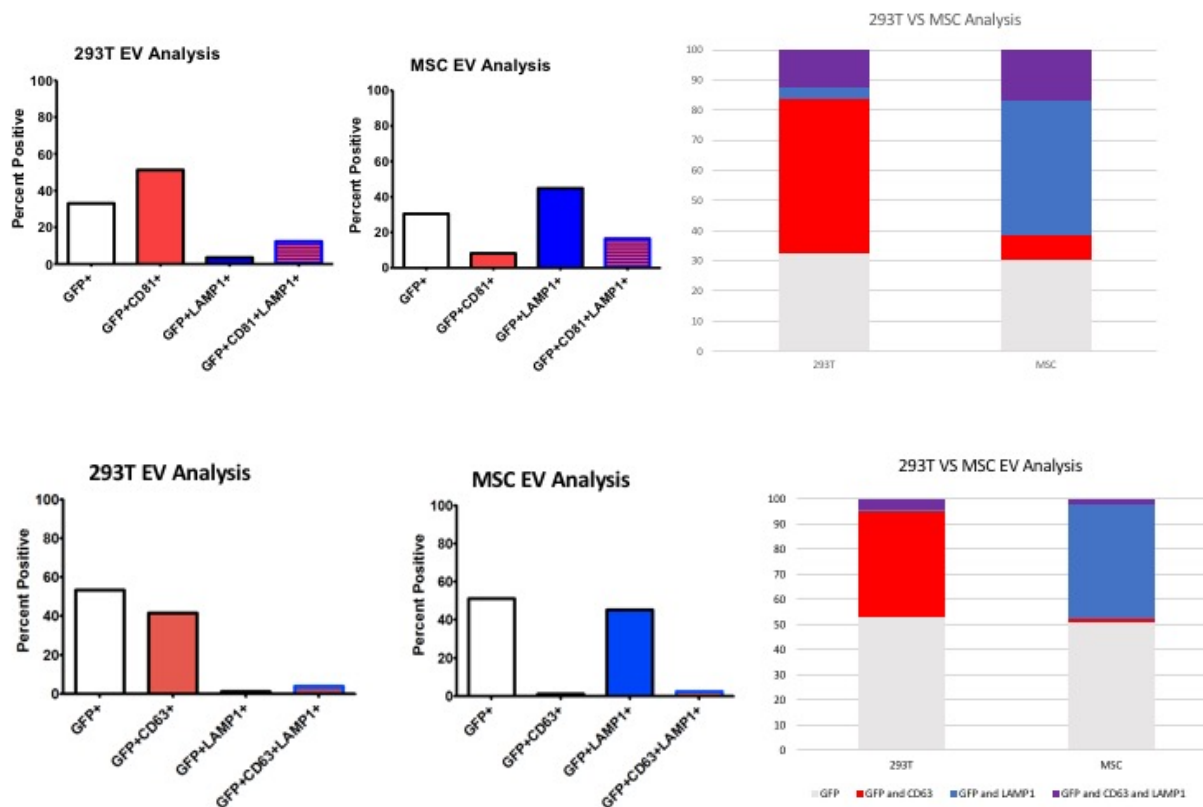 293T EV Analysis
Percent Positive
100
80
60
40
20
0
GFP+
GFP+CD81+
GFP+LAMP1+
GFP+CD81+LAMP1+
MSC EV Analysis
Percent Positive
100
80
60
40
20
0
GFP+
GFP+CD81+
GFP+LAMP1+
GFP+CD81+LAMP1+
293T VS MSC Analysis
100
90
80
70
60
50
40
30
20
10
0
293T
MSC
293T EV Analysis
Percent Positive
100
80
60
40
20
0
GFP+
GFP+CD63+
GFP+LAMP1+
GFP+CD63+LAMP1+
MSC EV Analysis
Percent Positive
100
80
60
40
20
0
GFP+
GFP+CD63+
GFP+LAMP1+
GFP+CD63+LAMP1+
293T VS MSC EV Analysis
100
90
80
70
60
50
40
30
20
10
0
293T
MSC
GFP
GFP and CD63
GFP and LAMP1
GFP and CD63 and LAMP1